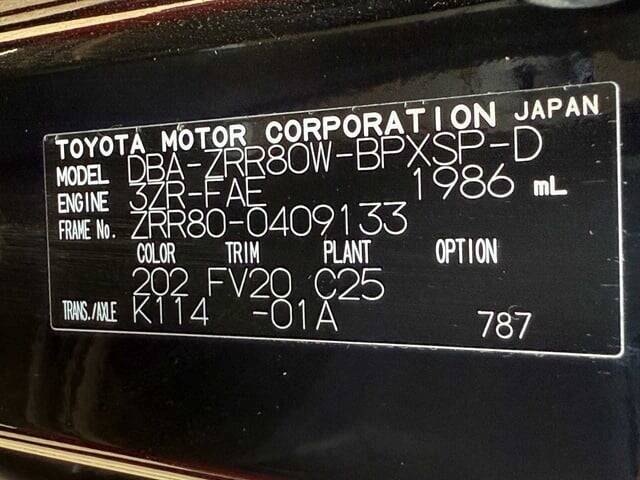 TOYOTA MOTOR CORPORATION JAPAN
MODEL DBA-ZRR80W-BPXSP-D
ENGINE 3ZR-FAE 1986 mL
FRAME No. ZRR80-0409133
COLOR TRIM PLANT OPTION
202 FV20 C25
TRANS./AXLE K114 -01A 787